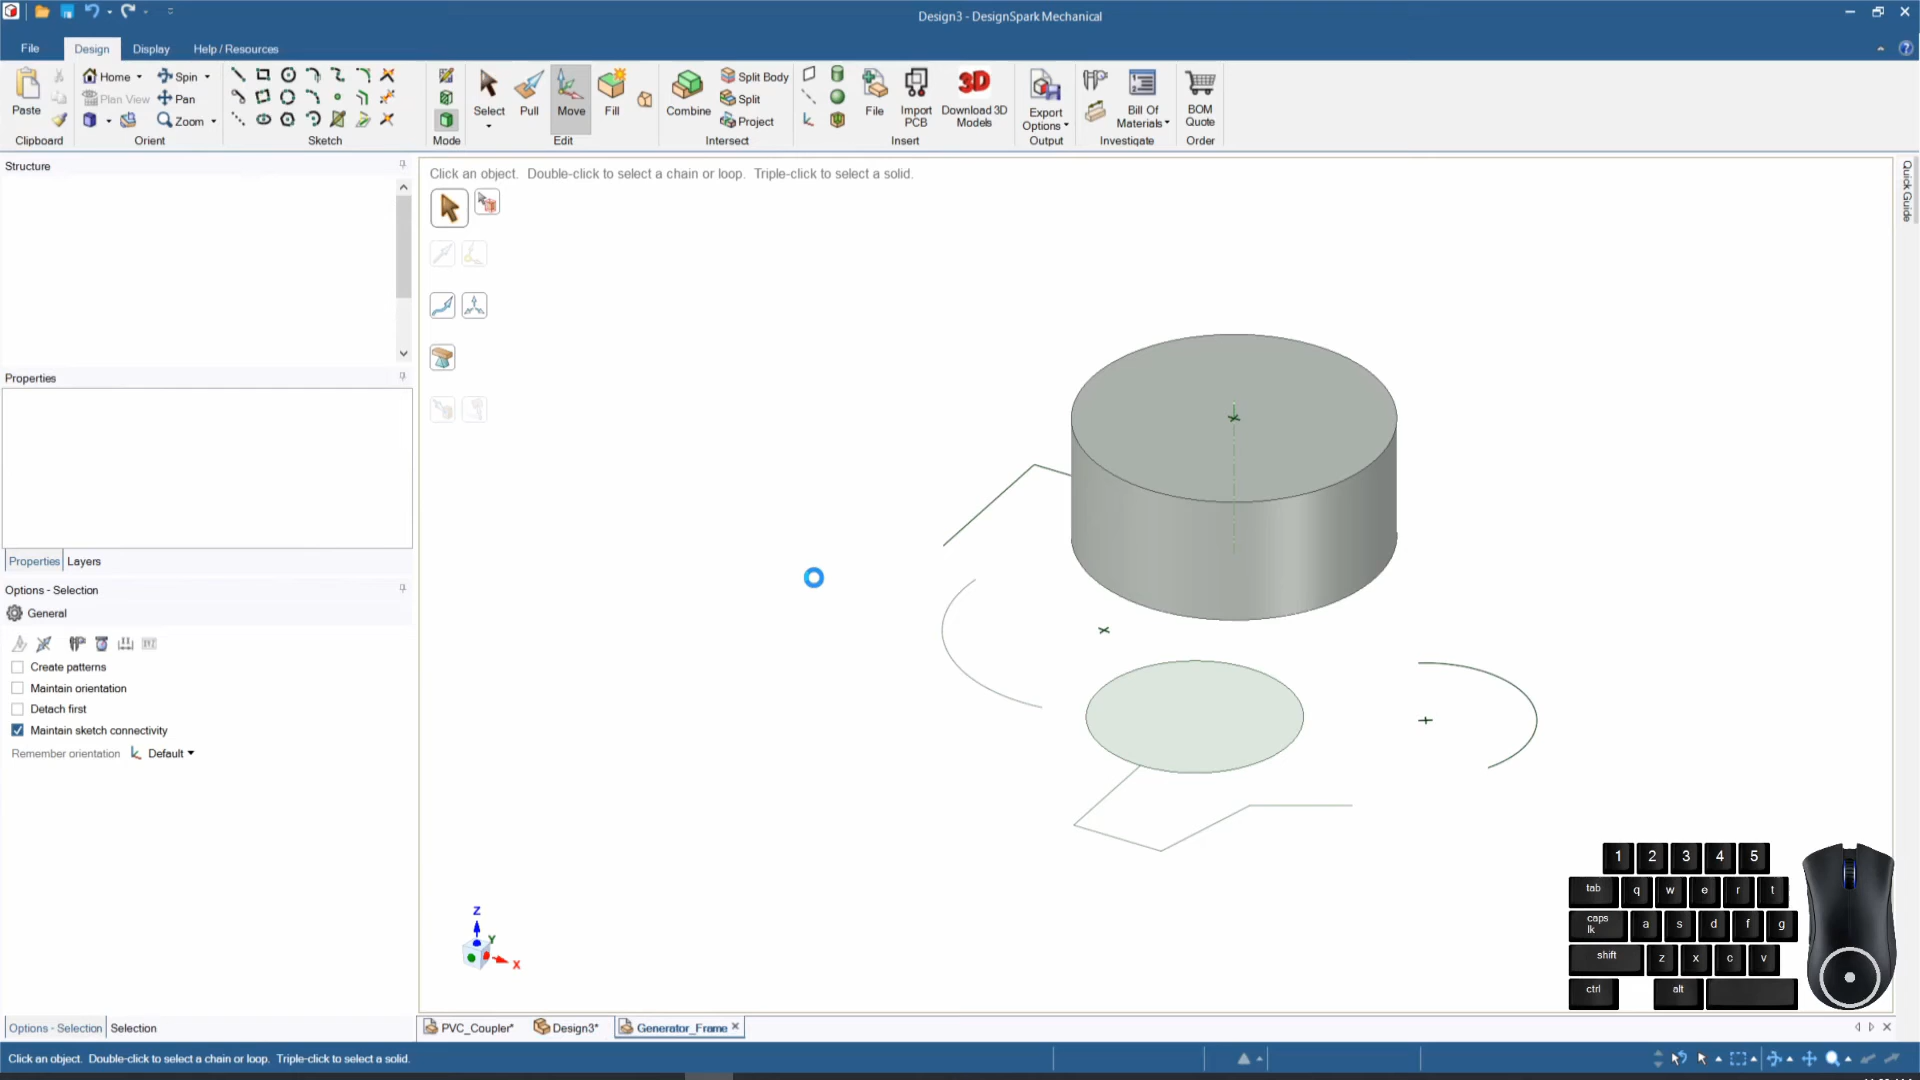 Design3 - DesignSpark Mechanical
File
Design
Display
Help / Resources
Paste
Home
Spin
Plan View
Pan
Zoom
Select
Pull
Move
Fill
Combine
Split Body
Split
Project
File
Import PCB
Download 3D Models
3D
Export Options
Bill Of Materials
BOM Quote
Clipboard
Orient
Sketch
Mode
Edit
Intersect
Insert
Output
Investigate
Order
Structure
Click an object. Double-click to select a chain or loop. Triple-click to select a solid.
Quick Guide
Properties
Properties
Layers
Options - Selection
General
XYZ
Create patterns
Maintain orientation
Detach first
Maintain sketch connectivity
Remember orientation
Default
Z
Y
X
1 2 3 4 5
tab q w e r t
caps lk a s d f g
shift z x c v
ctrl alt
Options - Selection
Selection
PVC_Coupler*
Design3*
Generator_Frame
Click an object. Double-click to select a chain or loop. Triple-click to select a solid.